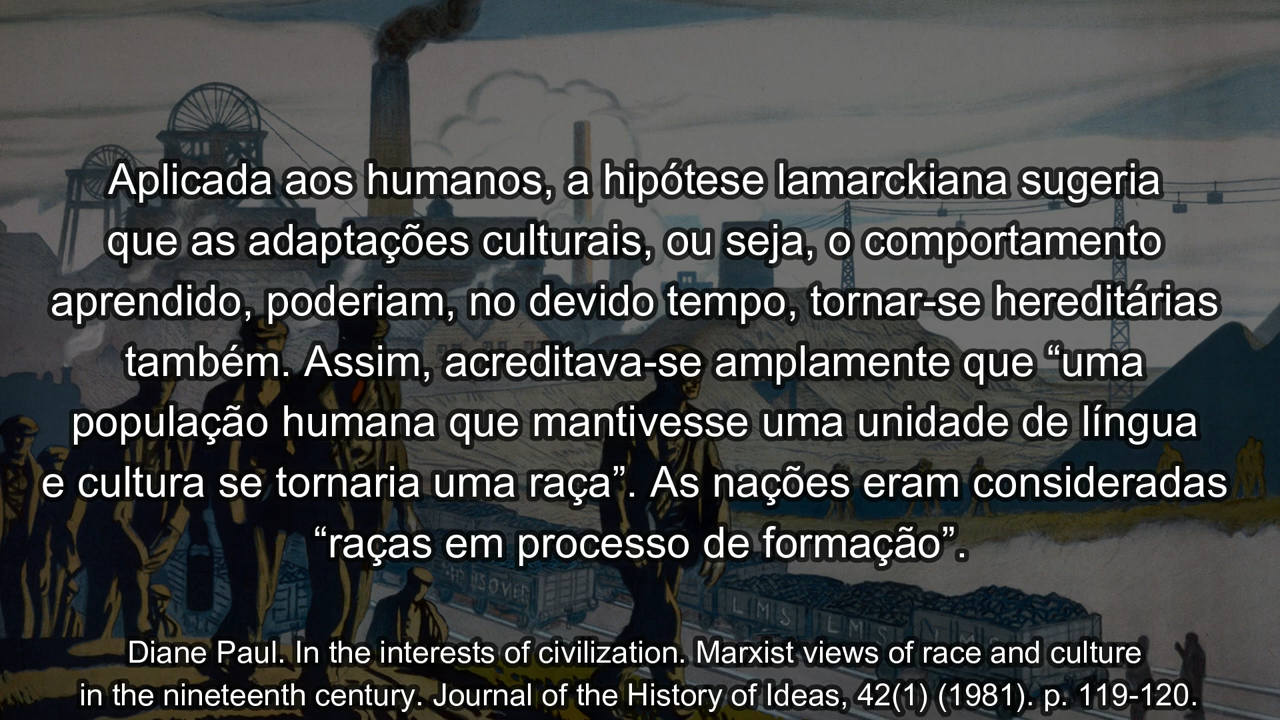 Aplicada aos humanos, a hipótese lamarckiana sugeria
que as adaptações culturais, ou seja, o comportamento
aprendido, poderiam, no devido tempo, tornar-se hereditárias
também. Assim, acreditava-se amplamente que “uma
população humana que mantivesse uma unidade de língua
e cultura se tornaria uma raça”. As nações eram consideradas
“raças em processo de formação”.
Diane Paul. In the interests of civilization. Marxist views of race and culture
in the nineteenth century. Journal of the History of Ideas, 42(1) (1981). p. 119-120.
LMS
LMS